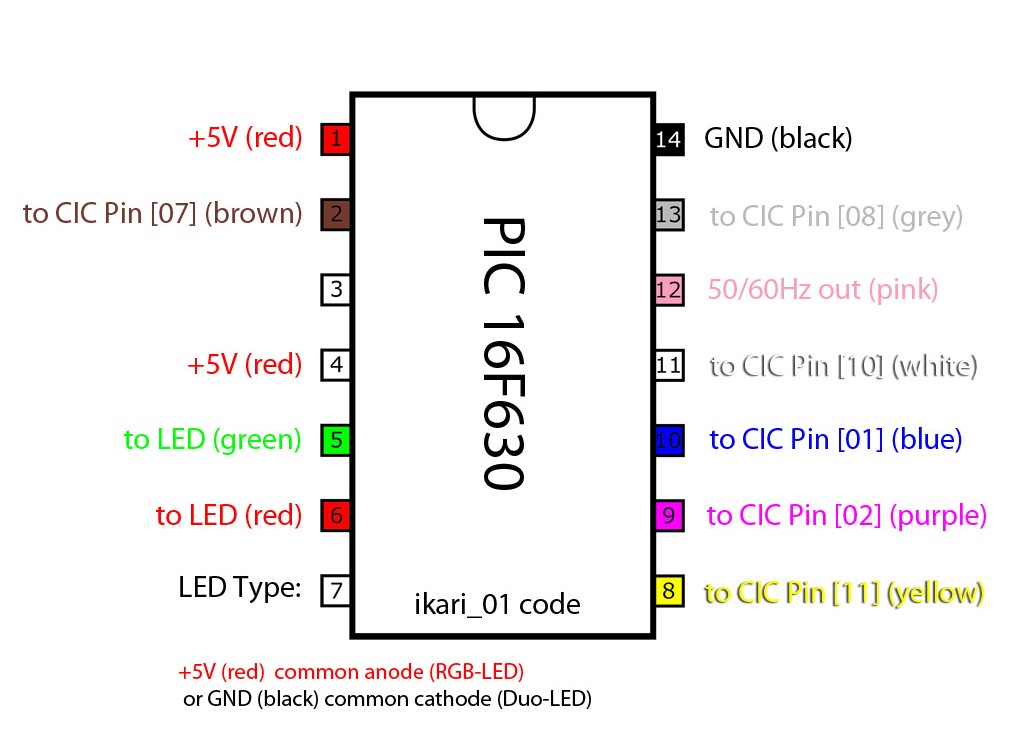 +5V (red) 1 14 GND (black)
to CIC Pin [07] (brown) 2 13 to CIC Pin [08] (grey)
3 12 50/60Hz out (pink)
+5V (red) 4 11 to CIC Pin [10] (white)
to LED (green) 5 10 to CIC Pin [01] (blue)
to LED (red) 6 9 to CIC Pin [02] (purple)
LED Type: 7 8 to CIC Pin [11] (yellow)
PIC 16F630
ikari_01 code
+5V (red) common anode (RGB-LED)
or GND (black) common cathode (Duo-LED)